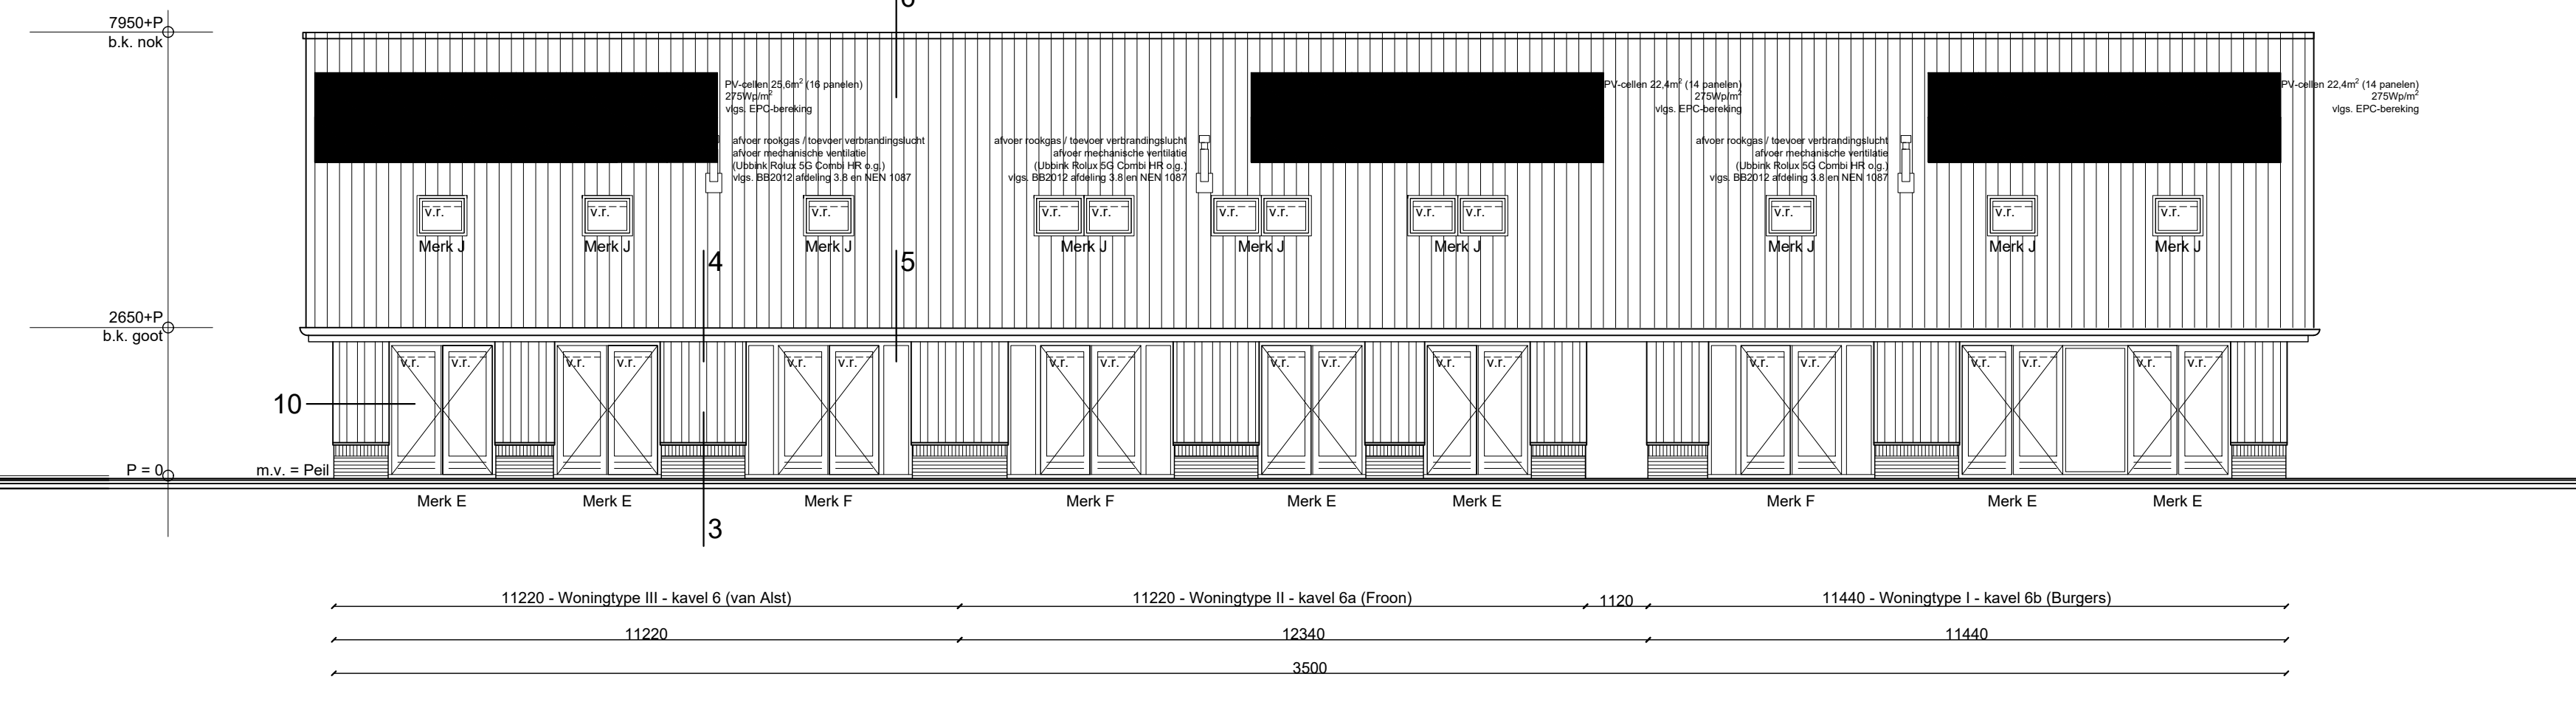 6
7950+P
b.k. nok
PV-cellen 25,6m² (16 panelen)
275Wp/m²
vlgs. EPC-bereking
PV-cellen 22,4m² (14 panelen)
275Wp/m²
vlgs. EPC-bereking
PV-cellen 22,4m² (14 panelen)
275Wp/m²
vlgs. EPC-bereking
afvoer rookgas / toevoer verbrandingslucht
afvoer mechanische ventilatie
(Ubbink Rolux 5G Combi HR o.g.)
vlgs. BB2012 afdeling 3.8 en NEN 1087
afvoer rookgas / toevoer verbrandingslucht
afvoer mechanische ventilatie
(Ubbink Rolux 5G Combi HR o.g.)
vlgs. BB2012 afdeling 3.8 en NEN 1087
afvoer rookgas / toevoer verbrandingslucht
afvoer mechanische ventilatie
(Ubbink Rolux 5G Combi HR o.g.)
vlgs. BB2012 afdeling 3.8 en NEN 1087
v.r. v.r. v.r. v.r. v.r. v.r. v.r. v.r. v.r. v.r. v.r. v.r.
Merk J Merk J Merk J Merk J Merk J Merk J Merk J Merk J Merk J
4 5
2650+P
b.k. goot
v.r. v.r. v.r. v.r. v.r. v.r. v.r. v.r. v.r. v.r. v.r. v.r. v.r. v.r. v.r. v.r. v.r. v.r.
10
P = 0 m.v. = Peil
Merk E Merk E Merk F Merk F Merk E Merk E Merk F Merk E Merk E
3
11220 - Woningtype III - kavel 6 (van Alst) 11220 - Woningtype II - kavel 6a (Froon) 1120 11440 - Woningtype I - kavel 6b (Burgers)
11220 12340 11440
3500